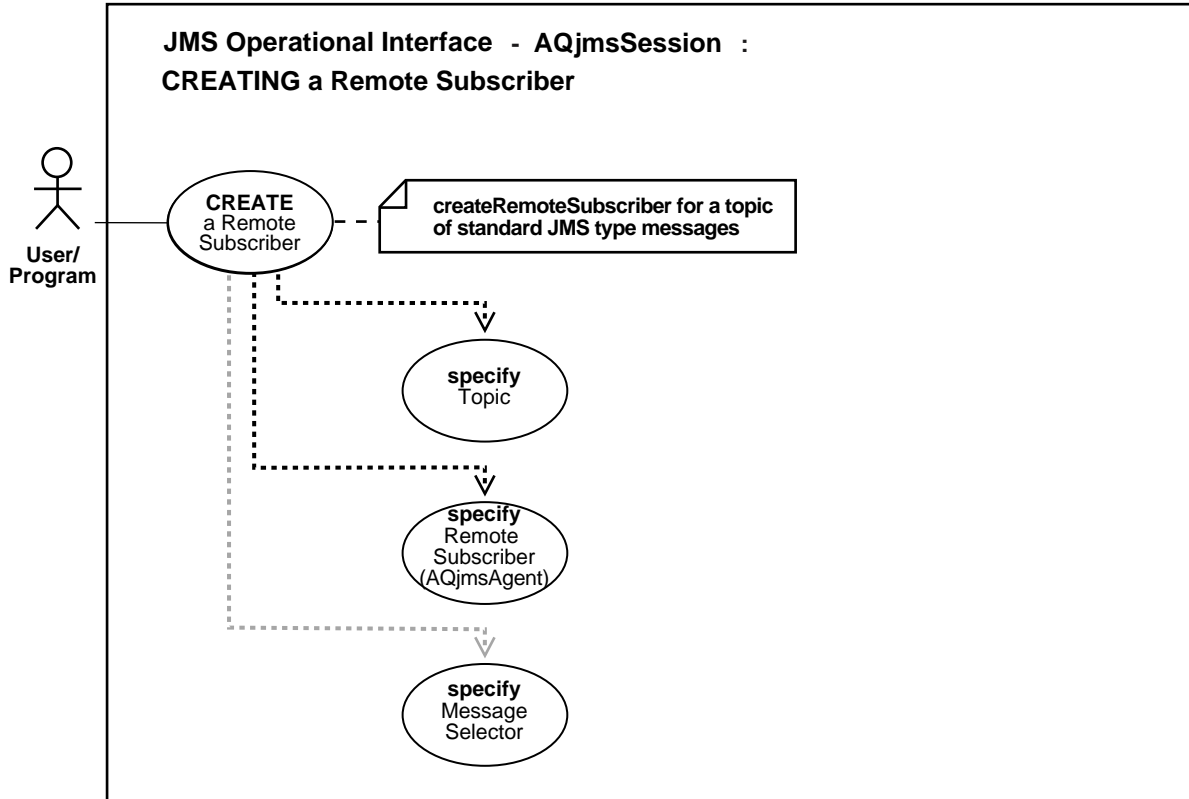 JMS Operational Interface - AQjmsSession :
CREATING a Remote Subscriber
User/
Program
CREATE
a Remote
Subscriber
createRemoteSubscriber for a topic
of standard JMS type messages
specify
Topic
specify
Remote
Subscriber
(AQjmsAgent)
specify
Message
Selector